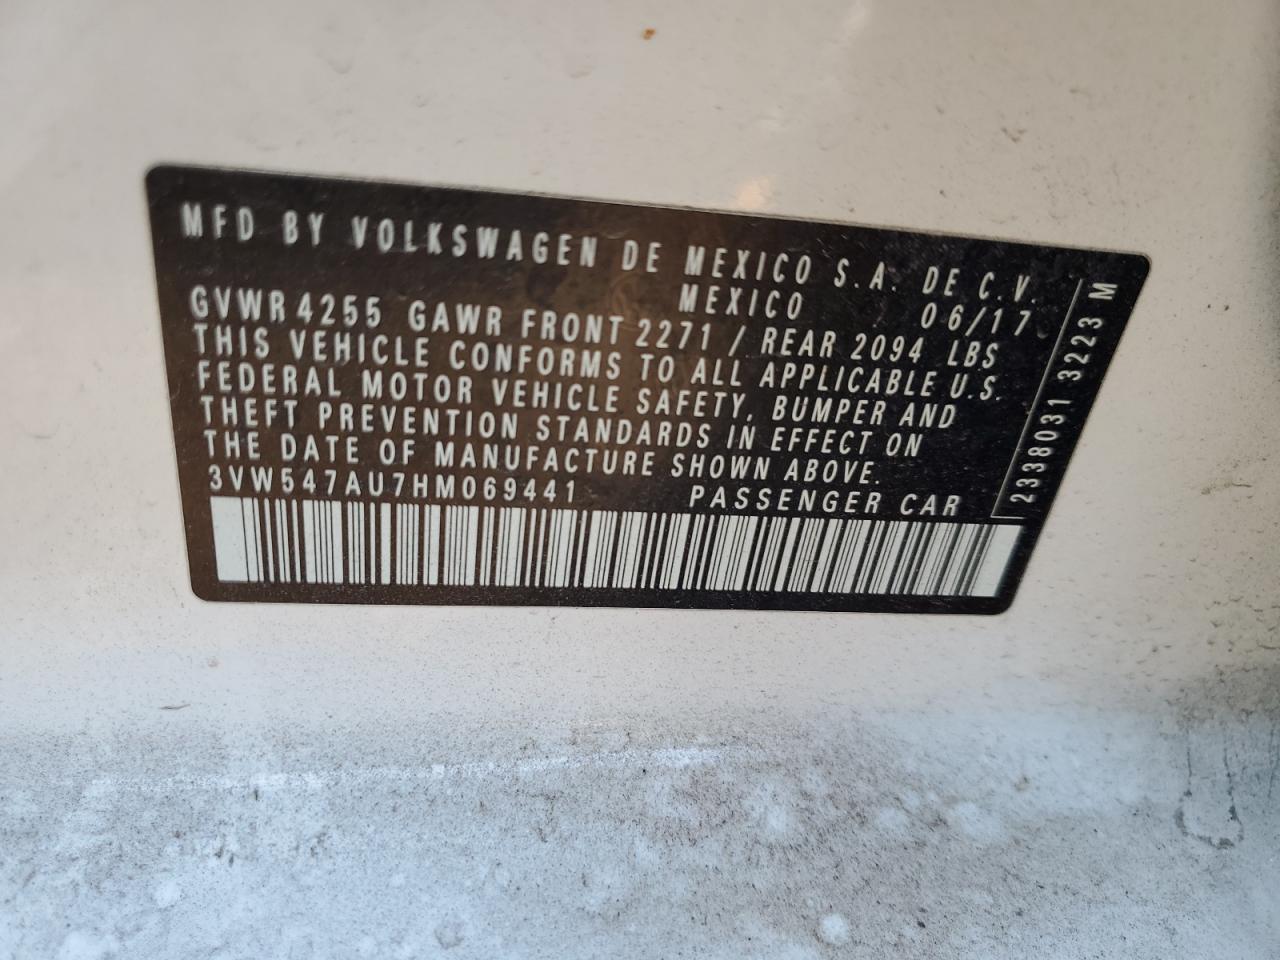 MFD BY VOLKSWAGEN DE MEXICO S.A. DE C.V.
MEXICO 06/17
GVWR 4255 GAWR FRONT 2271 / REAR 2094 LBS
THIS VEHICLE CONFORMS TO ALL APPLICABLE U.S.
FEDERAL MOTOR VEHICLE SAFETY, BUMPER AND
THEFT PREVENTION STANDARDS IN EFFECT ON
THE DATE OF MANUFACTURE SHOWN ABOVE.
3VW547AU7HM069441 PASSENGER CAR
2338031 3223 M